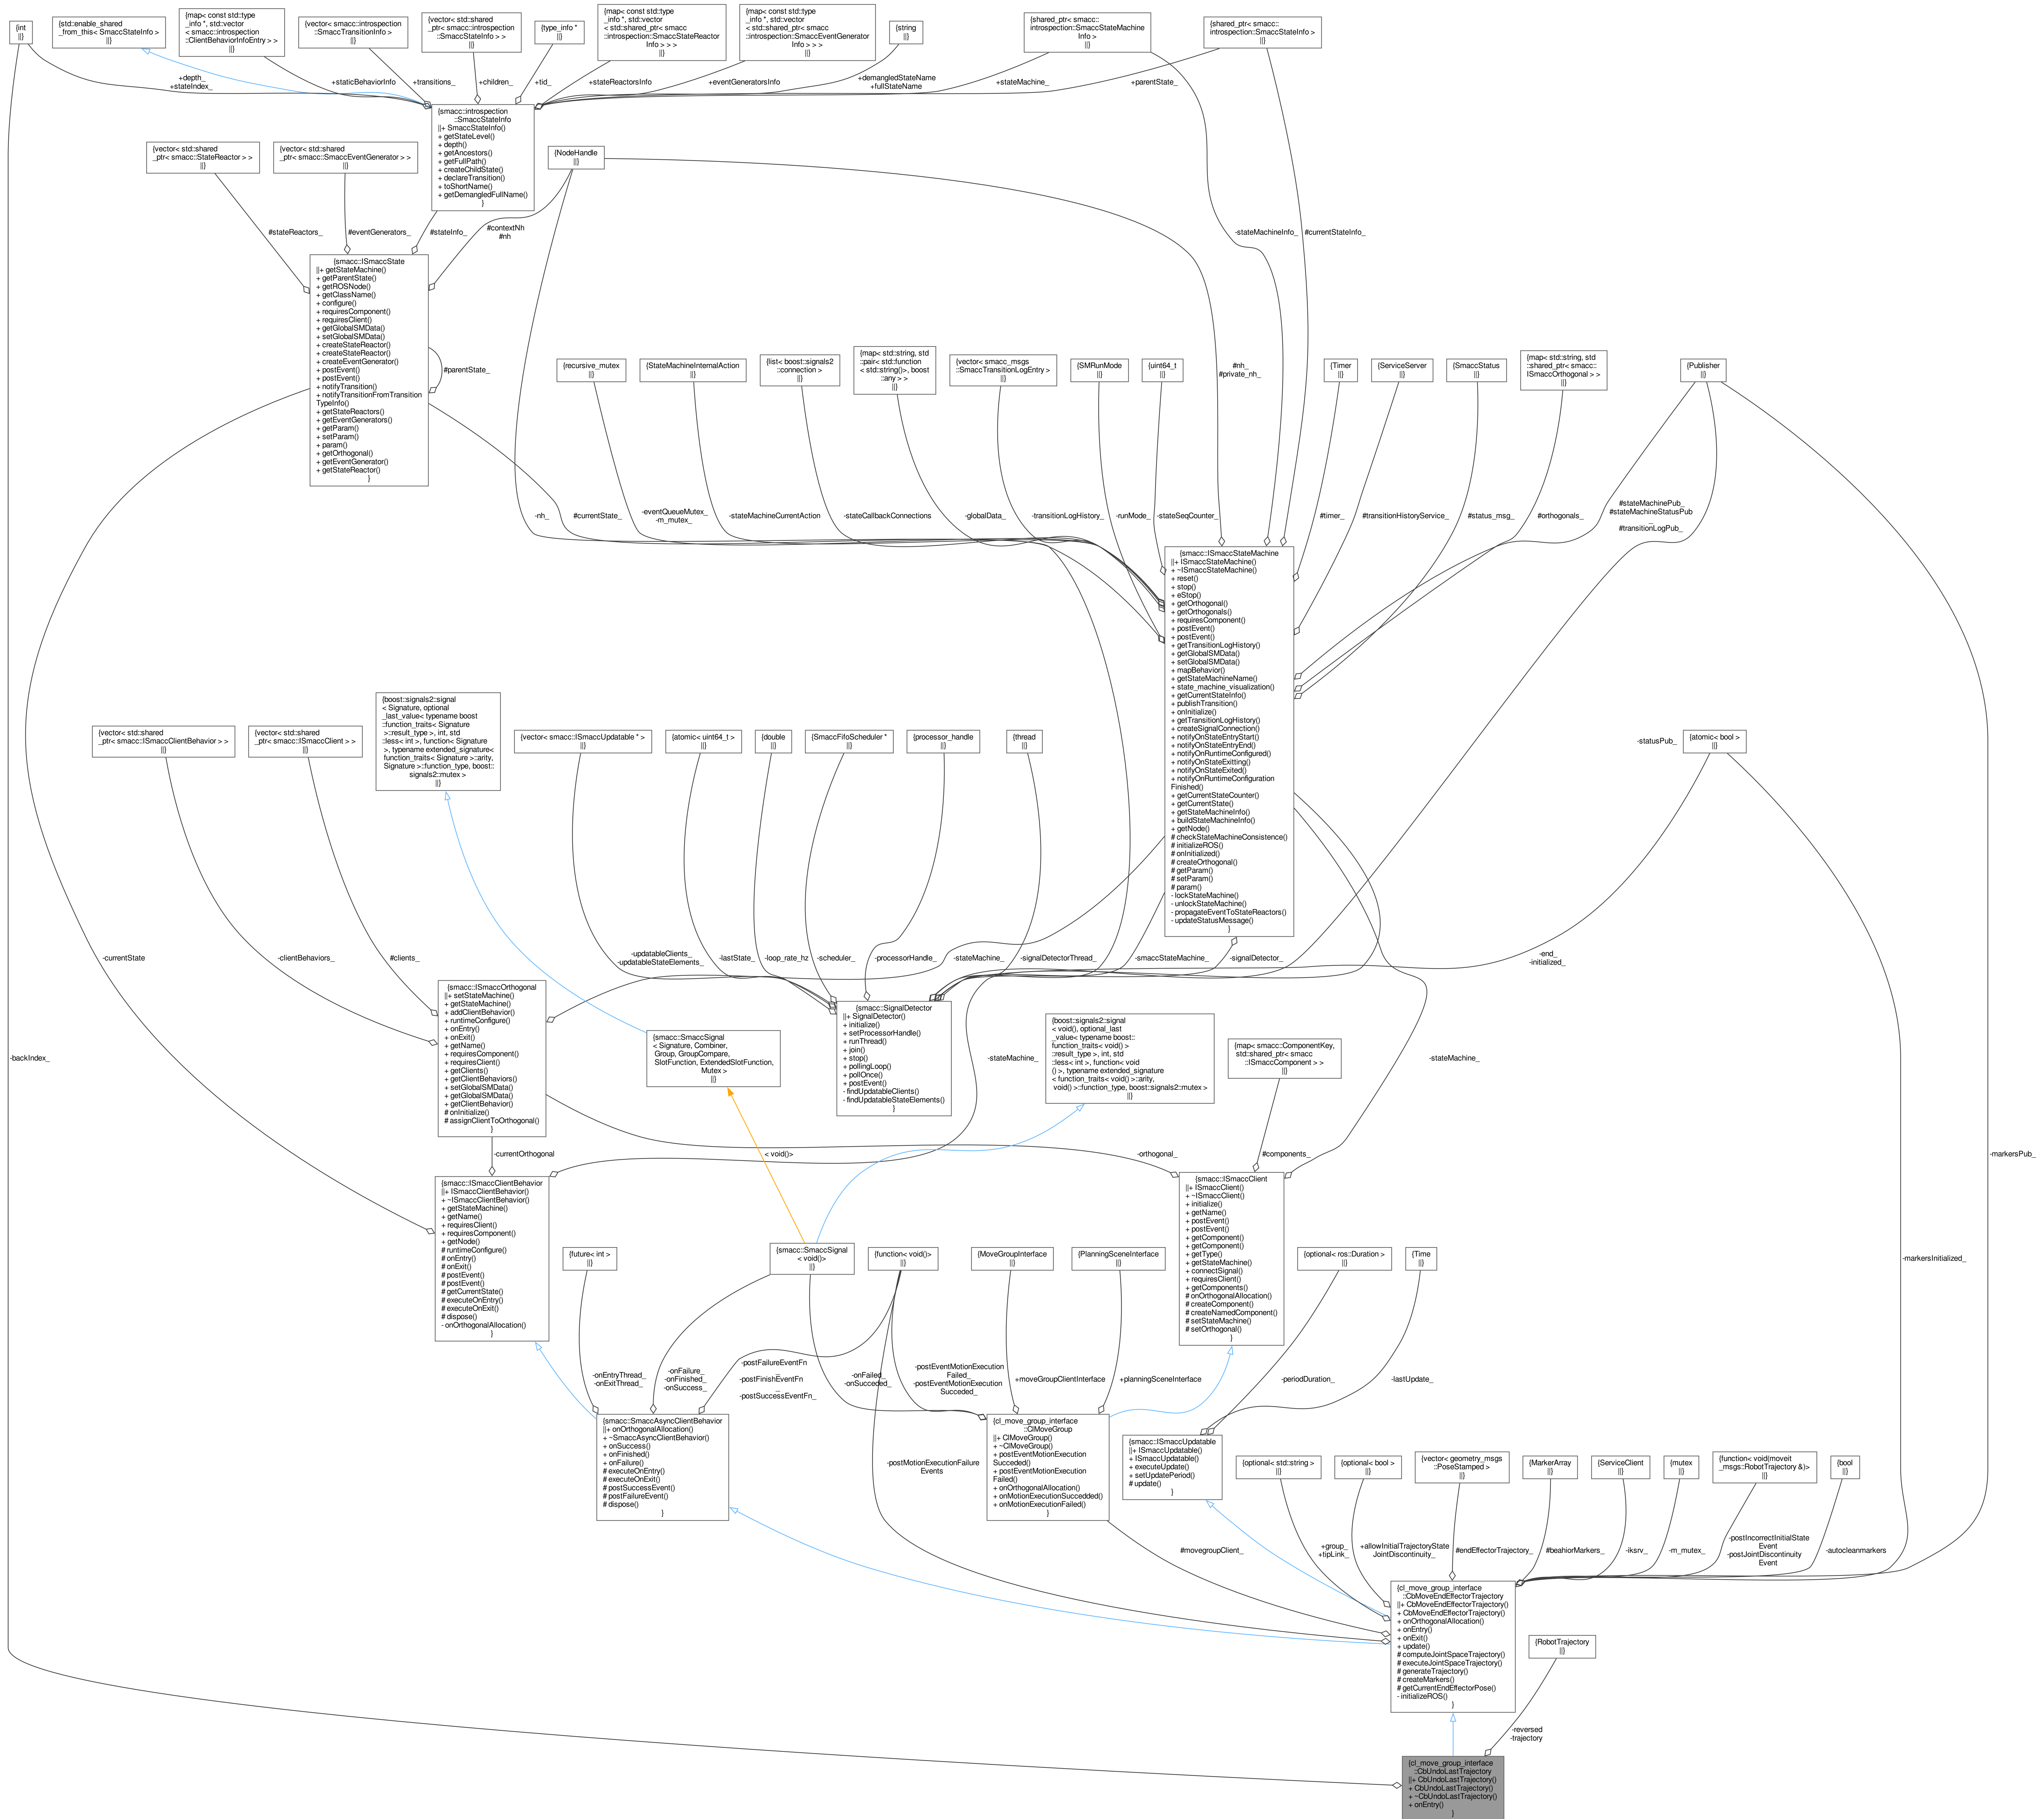 {int
||}
{std::enable_shared
_from_this< SmaccStateInfo >
||}
{map< const std::type
_info *, std::vector
< smacc::introspection
::ClientBehaviorInfoEntry > >
||}
{vector< smacc::introspection
::SmaccTransitionInfo >
||}
{vector< std::shared
_ptr< smacc::introspection
::SmaccStateInfo > >
||}
{type_info *
||}
{map< const std::type
_info *, std::vector
< std::shared_ptr< smacc
::introspection::SmaccStateReactor
Info > > >
||}
{map< const std::type
_info *, std::vector
< std::shared_ptr< smacc
::introspection::SmaccEventGenerator
Info > > >
||}
{string
||}
{shared_ptr< smacc::
introspection::SmaccStateMachine
Info >
||}
{shared_ptr< smacc::
introspection::SmaccStateInfo >
||}
+depth_
+stateIndex_
+staticBehaviorInfo
+transitions_
+children_
+tid_
+stateReactorsInfo
+eventGeneratorsInfo
+demangledStateName
+fullStateName
+stateMachine_
+parentState_
{smacc::introspection
::SmaccStateInfo
||+ SmaccStateInfo()
+ getStateLevel()
+ depth()
+ getAncestors()
+ getFullPath()
+ createChildState()
+ declareTransition()
+ toShortName()
+ getDemangledFullName()
}
{vector< std::shared
_ptr< smacc::StateReactor > >
||}
{vector< std::shared
_ptr< smacc::SmaccEventGenerator > >
||}
{NodeHandle
||}
#stateReactors_
#eventGenerators_
#stateInfo_
#contextNh
#nh
-stateMachineInfo_
#currentStateInfo_
{smacc::ISmaccState
||+ getStateMachine()
+ getParentState()
+ getROSNode()
+ getClassName()
+ configure()
+ requiresComponent()
+ requiresClient()
+ getGlobalSMData()
+ setGlobalSMData()
+ createStateReactor()
+ createStateReactor()
+ createEventGenerator()
+ postEvent()
+ postEvent()
+ notifyTransition()
+ notifyTransitionFromTransition
TypeInfo()
+ getStateReactors()
+ getEventGenerators()
+ getParam()
+ setParam()
+ param()
+ getOrthogonal()
+ getEventGenerator()
+ getStateReactor()
}
#parentState_
{recursive_mutex
||}
{StateMachineInternalAction
||}
{list< boost::signals2
::connection >
||}
{map< std::string, std
::pair< std::function
< std::string()>, boost
::any > >
||}
{vector< smacc_msgs
::SmaccTransitionLogEntry >
||}
{SMRunMode
||}
{uint64_t
||}
#nh_
#private_nh_
{Timer
||}
{ServiceServer
||}
{SmaccStatus
||}
{map< std::string, std
::shared_ptr< smacc::
ISmaccOrthogonal > >
||}
{Publisher
||}
-nh_
#currentState_
-eventQueueMutex_
-m_mutex_
-stateMachineCurrentAction
-stateCallbackConnections
-globalData_
-transitionLogHistory_
-runMode_
-stateSeqCounter_
#timer_
#transitionHistoryService_
#status_msg_
#orthogonals_
#stateMachinePub_
#stateMachineStatusPub
_
#transitionLogPub_
{smacc::ISmaccStateMachine
||+ ISmaccStateMachine()
+ ~ISmaccStateMachine()
+ reset()
+ stop()
+ eStop()
+ getOrthogonal()
+ getOrthogonals()
+ requiresComponent()
+ postEvent()
+ postEvent()
+ getTransitionLogHistory()
+ getGlobalSMData()
+ setGlobalSMData()
+ mapBehavior()
+ getStateMachineName()
+ state_machine_visualization()
+ getCurrentStateInfo()
+ publishTransition()
+ onInitialize()
+ getTransitionLogHistory()
+ createSignalConnection()
+ notifyOnStateEntryStart()
+ notifyOnStateEntryEnd()
+ notifyOnRuntimeConfigured()
+ notifyOnStateExitting()
+ notifyOnStateExited()
+ notifyOnRuntimeConfiguration
Finished()
+ getCurrentStateCounter()
+ getCurrentState()
+ getStateMachineInfo()
+ buildStateMachineInfo()
+ getNode()
# checkStateMachineConsistence()
# initializeROS()
# onInitialized()
# createOrthogonal()
# getParam()
# setParam()
# param()
- lockStateMachine()
- unlockStateMachine()
- propagateEventToStateReactors()
- updateStatusMessage()
}
{vector< std::shared
_ptr< smacc::ISmaccClientBehavior > >
||}
{vector< std::shared
_ptr< smacc::ISmaccClient > >
||}
{boost::signals2::signal
< Signature, optional
_last_value< typename boost
::function_traits< Signature
>::result_type >, int, std
::less< int >, function< Signature
>, typename extended_signature<
function_traits< Signature >::arity,
Signature >::function_type, boost::
signals2::mutex >
||}
{vector< smacc::ISmaccUpdatable * >
||}
{atomic< uint64_t >
||}
{double
||}
{SmaccFifoScheduler *
||}
{processor_handle
||}
{thread
||}
-statusPub_
{atomic< bool >
||}
-currentState
-clientBehaviors_
#clients_
-updatableClients_
-updatableStateElements_
-lastState_
-loop_rate_hz
-scheduler_
-processorHandle_
-stateMachine_
-signalDetectorThread_
-smaccStateMachine_
-signalDetector_
-end_
-initialized_
{smacc::ISmaccOrthogonal
||+ setStateMachine()
+ getStateMachine()
+ addClientBehavior()
+ runtimeConfigure()
+ onEntry()
+ onExit()
+ getName()
+ requiresComponent()
+ requiresClient()
+ getClients()
+ getClientBehaviors()
+ setGlobalSMData()
+ getGlobalSMData()
+ getClientBehavior()
# onInitialize()
# assignClientToOrthogonal()
}
{smacc::SignalDetector
||+ SignalDetector()
+ initialize()
+ setProcessorHandle()
+ runThread()
+ join()
+ stop()
+ pollingLoop()
+ pollOnce()
+ postEvent()
- findUpdatableClients()
- findUpdatableStateElements()
}
{smacc::SmaccSignal
< Signature, Combiner,
Group, GroupCompare,
SlotFunction, ExtendedSlotFunction,
Mutex >
||}
{boost::signals2::signal
< void(), optional_last
_value< typename boost::
function_traits< void() >
::result_type >, int, std
::less< int >, function< void
() >, typename extended_signature
< function_traits< void() >::arity,
void() >::function_type, boost::signals2::mutex >
||}
{map< smacc::ComponentKey,
std::shared_ptr< smacc
::ISmaccComponent > >
||}
-backIndex_
-stateMachine_
-stateMachine_
-currentOrthogonal
< void()>
-orthogonal_
#components_
-markersPub_
{smacc::ISmaccClientBehavior
||+ ISmaccClientBehavior()
+ ~ISmaccClientBehavior()
+ getStateMachine()
+ getName()
+ requiresClient()
+ requiresComponent()
+ getNode()
# runtimeConfigure()
# onEntry()
# onExit()
# postEvent()
# postEvent()
# getCurrentState()
# executeOnEntry()
# executeOnExit()
# dispose()
- onOrthogonalAllocation()
}
{smacc::ISmaccClient
||+ ISmaccClient()
+ ~ISmaccClient()
+ initialize()
+ getName()
+ postEvent()
+ postEvent()
+ getComponent()
+ getComponent()
+ getType()
+ getStateMachine()
+ connectSignal()
+ requiresClient()
+ getComponents()
# onOrthogonalAllocation()
# createComponent()
# createNamedComponent()
# setStateMachine()
# setOrthogonal()
}
{future< int >
||}
{smacc::SmaccSignal
< void()>
||}
{function< void()>
||}
{MoveGroupInterface
||}
{PlanningSceneInterface
||}
{optional< ros::Duration >
||}
{Time
||}
-markersInitialized_
-onEntryThread_
-onExitThread_
-onFailure_
-onFinished_
-onSuccess_
-postFailureEventFn
_
-postFinishEventFn
_
-postSuccessEventFn_
-onFailed_
-onSucceded_
-postEventMotionExecution
Failed_
-postEventMotionExecution
Succeded_
+moveGroupClientInterface
+planningSceneInterface
-periodDuration_
-lastUpdate_
{smacc::SmaccAsyncClientBehavior
||+ onOrthogonalAllocation()
+ ~SmaccAsyncClientBehavior()
+ onSuccess()
+ onFinished()
+ onFailure()
# executeOnEntry()
# executeOnExit()
# postSuccessEvent()
# postFailureEvent()
# dispose()
}
{cl_move_group_interface
::ClMoveGroup
||+ ClMoveGroup()
+ ~ClMoveGroup()
+ postEventMotionExecution
Succeded()
+ postEventMotionExecution
Failed()
+ onOrthogonalAllocation()
+ onMotionExecutionSuccedded()
+ onMotionExecutionFailed()
}
{smacc::ISmaccUpdatable
||+ ISmaccUpdatable()
+ ISmaccUpdatable()
+ executeUpdate()
+ setUpdatePeriod()
# update()
}
{optional< std::string >
||}
{optional< bool >
||}
{vector< geometry_msgs
::PoseStamped >
||}
{MarkerArray
||}
{ServiceClient
||}
{mutex
||}
{function< void(moveit
_msgs::RobotTrajectory &)>
||}
{bool
||}
-postMotionExecutionFailure
Events
#movegroupClient_
+group_
+tipLink_
+allowInitialTrajectoryState
JointDiscontinuity_
#endEffectorTrajectory_
#beahiorMarkers_
-iksrv_
-m_mutex_
-postIncorrectInitialState
Event
-postJointDiscontinuity
Event
-autocleanmarkers
{cl_move_group_interface
::CbMoveEndEffectorTrajectory
||+ CbMoveEndEffectorTrajectory()
+ CbMoveEndEffectorTrajectory()
+ onOrthogonalAllocation()
+ onEntry()
+ onExit()
+ update()
# computeJointSpaceTrajectory()
# executeJointSpaceTrajectory()
# generateTrajectory()
# createMarkers()
# getCurrentEndEffectorPose()
- initializeROS()
}
{RobotTrajectory
||}
-reversed
-trajectory
{cl_move_group_interface
::CbUndoLastTrajectory
||+ CbUndoLastTrajectory()
+ CbUndoLastTrajectory()
+ ~CbUndoLastTrajectory()
+ onEntry()
}